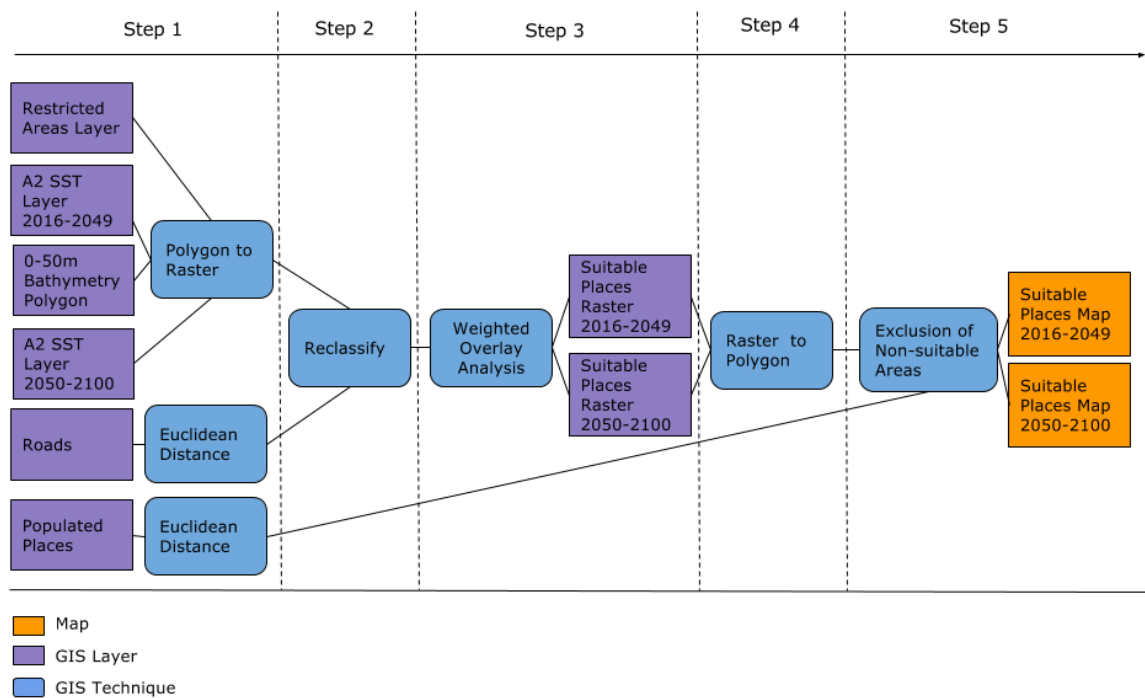 Step 1
Step 2
Step 3
Step 4
Step 5
Restricted
Areas Layer
A2 SST
Layer
2016-2049
0-50m
Bathymetry
Polygon
A2 SST
Layer
2050-2100
Roads
Populated
Places
Polygon to
Raster
Euclidean
Distance
Euclidean
Distance
Reclassify
Weighted
Overlay
Analysis
Suitable
Places
Raster
2016-2049
Suitable
Places
Raster
2050-2100
Raster to
Polygon
Exclusion of
Non-suitable
Areas
Suitable
Places Map
2016-2049
Suitable
Places Map
2050-2100
Map
GIS Layer
GIS Technique